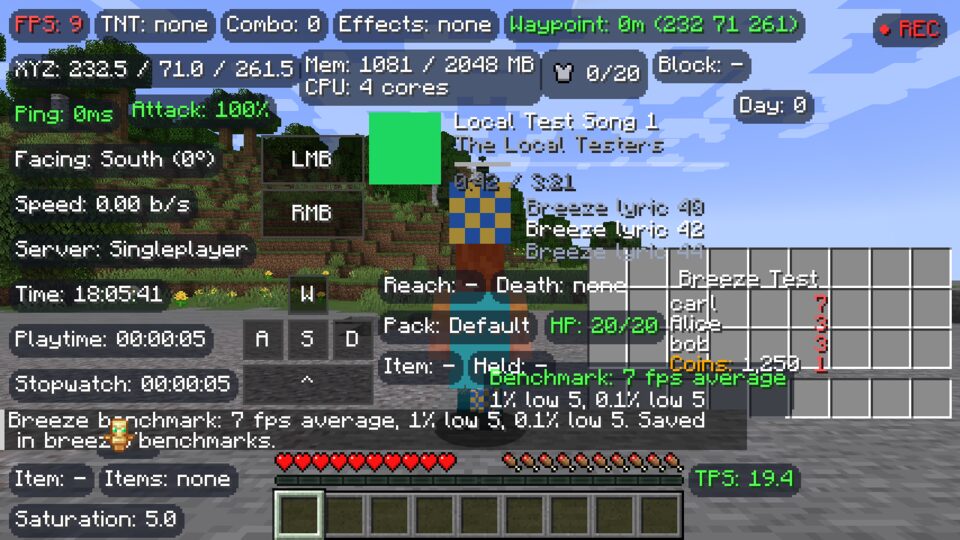 FPS: 9
TNT: none
Combo: 0
Effects: none
Waypoint: 0m (232 71 261)
REC
XYZ: 232.5 / 71.0 / 261.5
Mem: 1081 / 2048 MB
CPU: 4 cores
0/20
Block: -
Ping: 0ms
Attack: 100%
Day: 0
Local Test Song 1
The Local Testers
0:42 / 3:21
Facing: South (0°)
LMB
Speed: 0.00 b/s
RMB
Breeze lyric 40
Breeze lyric 42
Breeze lyric 44
Server: Singleplayer
Breeze Test
Time: 18:05:41
W
Reach: -
Death: none
carl 7
Alice 3
bob 3
Coins: 1,250 1
Playtime: 00:00:05
A
S
D
Pack: Default
HP: 20/20
Item: -
Held: -
Stopwatch: 00:00:05
^
Benchmark: 7 fps average
1% low 5, 0.1% low 5
Breeze benchmark: 7 fps average, 1% low 5, 0.1% low 5. Saved
in breeze/benchmarks.
Item: -
Items: none
TPS: 19.4
Saturation: 5.0